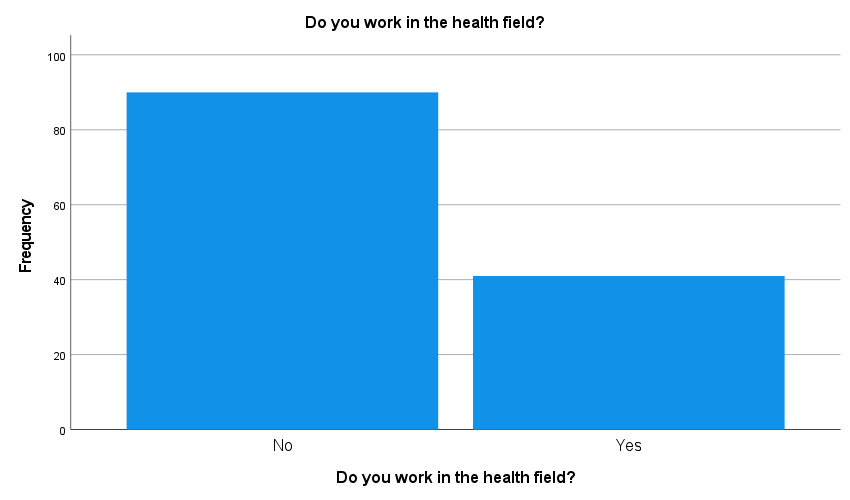 Do you work in the health field?
Frequency
100
80
60
40
20
0
No Yes
Do you work in the health field?